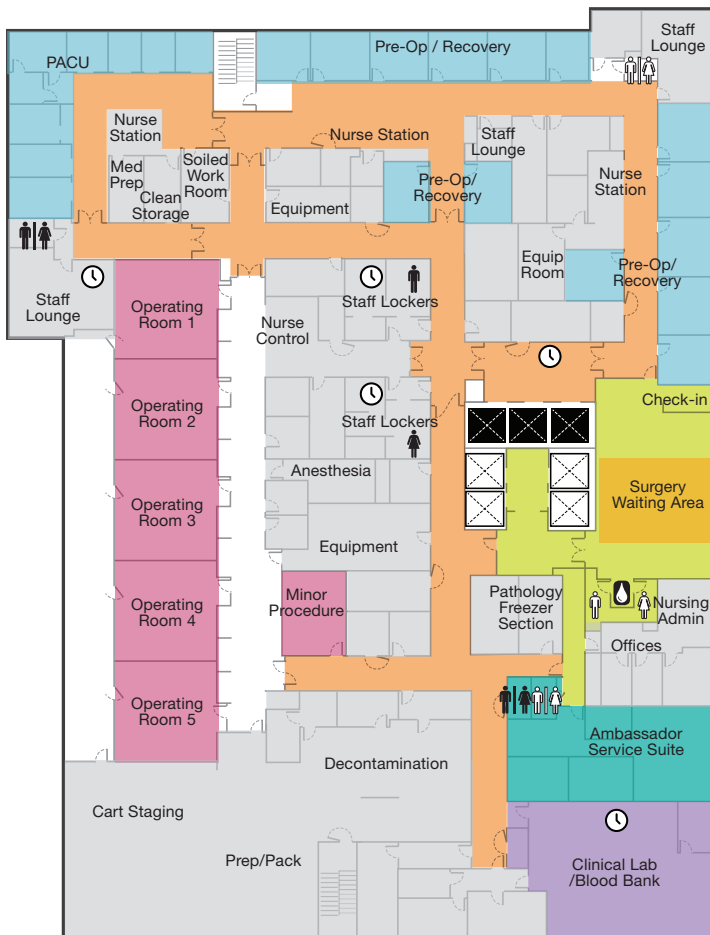 Staff
Lounge
PACU
Pre-Op / Recovery
Nurse
Station
Nurse Station
Staff
Lounge
Med
Prep
Soiled
Work
Room
Clean
Storage
Equipment
Pre-Op/
Recovery
Nurse
Station
Equip
Room
Pre-Op/
Recovery
Staff
Lounge
Operating
Room 1
Staff Lockers
Nurse
Control
Operating
Room 2
Staff Lockers
Check-in
Anesthesia
Surgery
Waiting Area
Operating
Room 3
Equipment
Operating
Room 4
Minor
Procedure
Pathology
Freezer
Section
Nursing
Admin
Offices
Operating
Room 5
Ambassador
Service Suite
Decontamination
Cart Staging
Prep/Pack
Clinical Lab
/Blood Bank